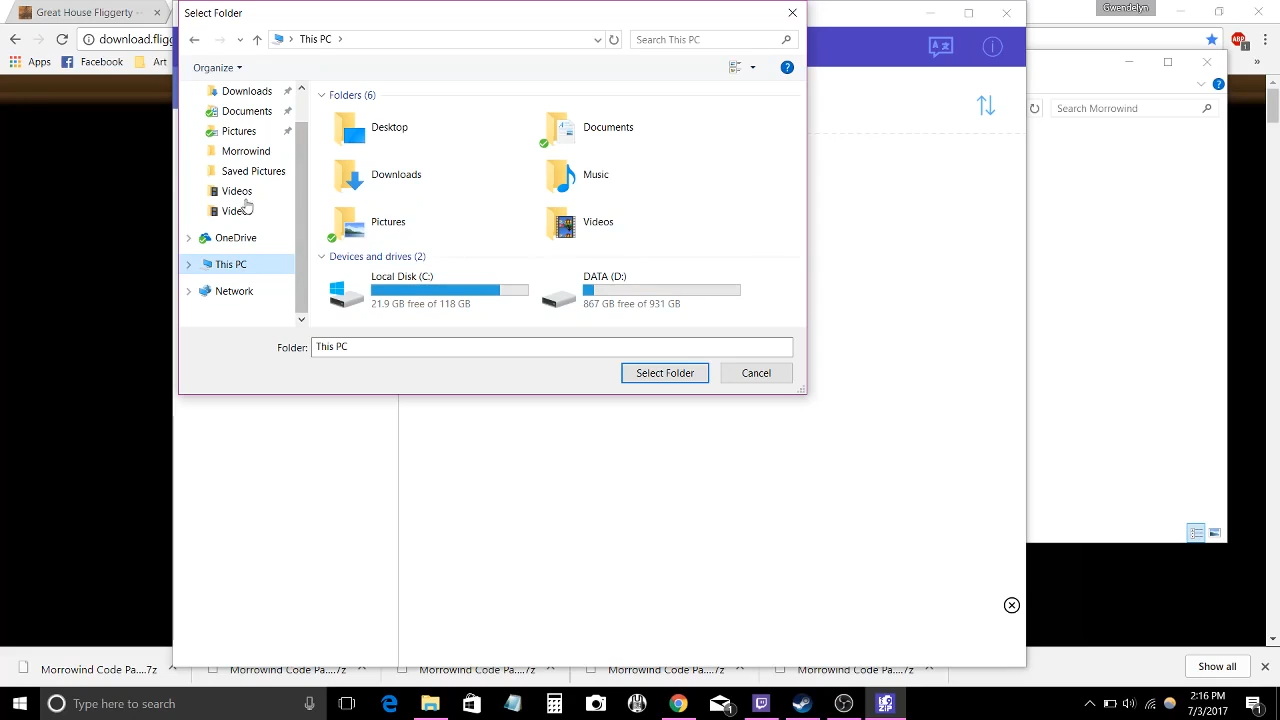 Great House Fliggerty -
Select Folder
Gwendelyn
This PC
Search This PC
download.fligg
Organize
Apps
Facebook
Art
ABP
1
Search Morrowind
Downloads
Documents
Pictures
Morrowind
Saved Pictures
Videos
Videos
OneDrive
This PC
Network
Folders (6)
Desktop
Documents
Downloads
Music
Pictures
Videos
Devices and drives (2)
Local Disk (C:)
21.9 GB free of 118 GB
DATA (D:)
867 GB free of 931 GB
Folder: This PC
Select Folder
Cancel
Morrowind Code Pa....7z
Morrowind Code Pa....7z
Morrowind Code Pa....7z
Morrowind Code Pa....7z
Morrowind Code Pa....7z
Show all
Type here to search
ZIP
2:16 PM
7/3/2017